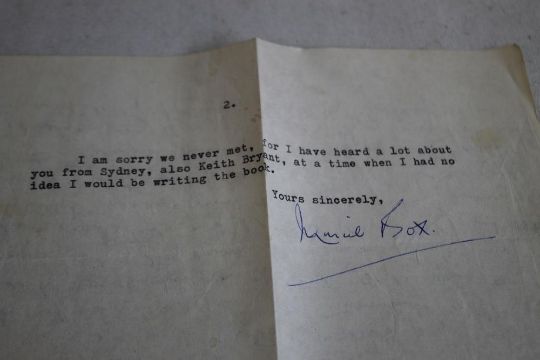 2.
I am sorry we never met, for I have heard a lot about
you from Sydney, also Keith Bryant, at a time when I had no
idea I would be writing the book.
Yours sincerely,
Muriel Box.